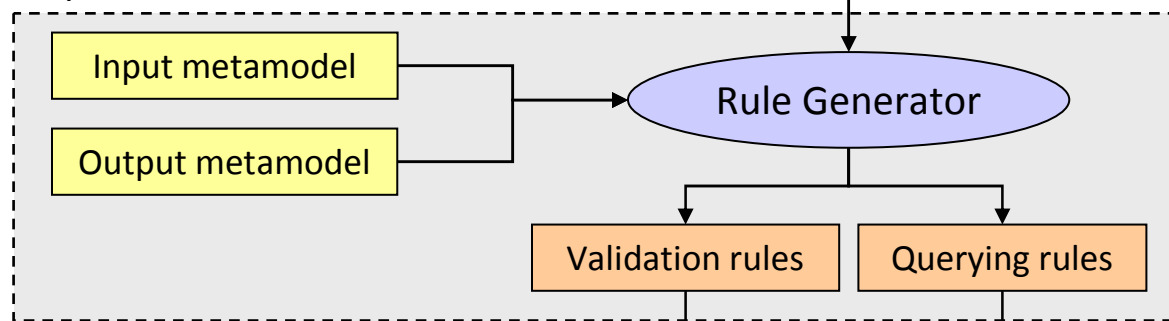 Input metamodel
Rule Generator
Output metamodel
Validation rules
Querying rules